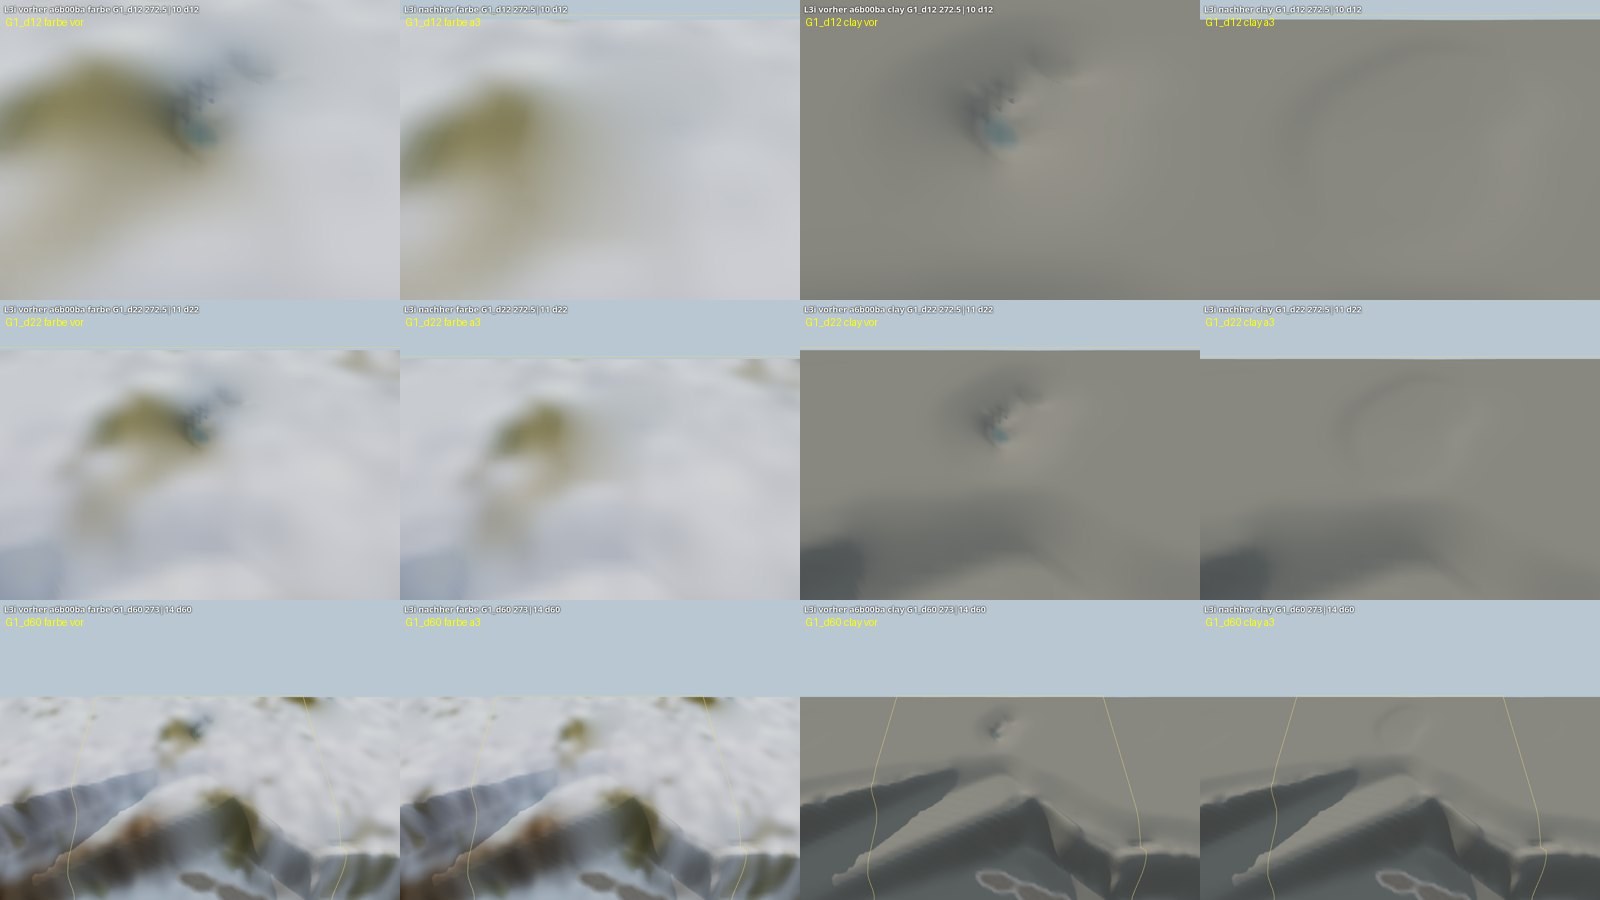 L3i vorher a6b00ba farbe G1_d12 272.5|10 d12
G1_d12 farbe vor
L3i nachher farbe G1_d12 272.5|10 d12
G1_d12 farbe a3
L3i vorher a6b00ba clay G1_d12 272.5|10 d12
G1_d12 clay vor
L3i nachher clay G1_d12 272.5|10 d12
G1_d12 clay a3
L3i vorher a6b00ba farbe G1_d22 272.5|11 d22
G1_d22 farbe vor
L3i nachher farbe G1_d22 272.5|11 d22
G1_d22 farbe a3
L3i vorher a6b00ba clay G1_d22 272.5|11 d22
G1_d22 clay vor
L3i nachher clay G1_d22 272.5|11 d22
G1_d22 clay a3
L3i vorher a6b00ba farbe G1_d60 273|14 d60
G1_d60 farbe vor
L3i nachher farbe G1_d60 273|14 d60
G1_d60 farbe a3
L3i vorher a6b00ba clay G1_d60 273|14 d60
G1_d60 clay vor
L3i nachher clay G1_d60 273|14 d60
G1_d60 clay a3